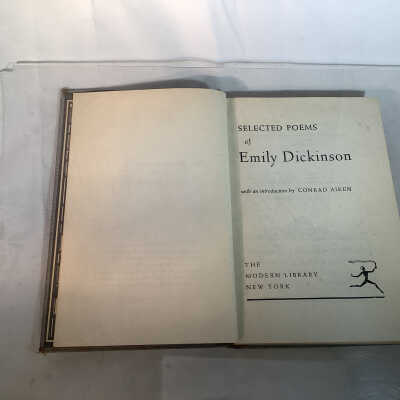 SELECTED POEMS
of
Emily Dickinson
with an introduction by CONRAD AIKEN
THE
MODERN LIBRARY
NEW YORK